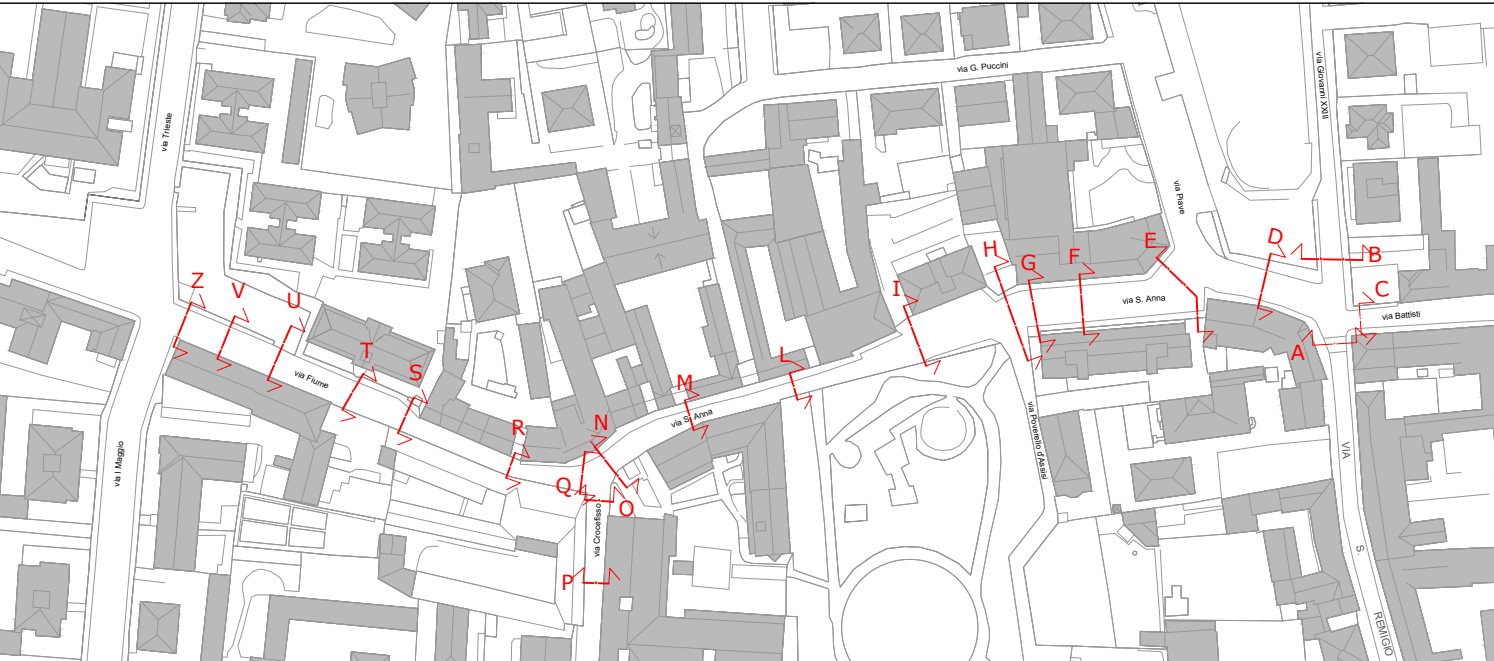 via G. Puccini
via Giovanni XXIII
via Trieste
via Piave
E
D
B
H
F
G
Z
V
U
I
C
via S. Anna
via Battisti
T
L
A
S
via Fiume
M
via S. Anna
R
N
via Poverello d'Assisi
via I Maggio
VIA
Q
O
via Crocefisso
S.
P
REMIGIO